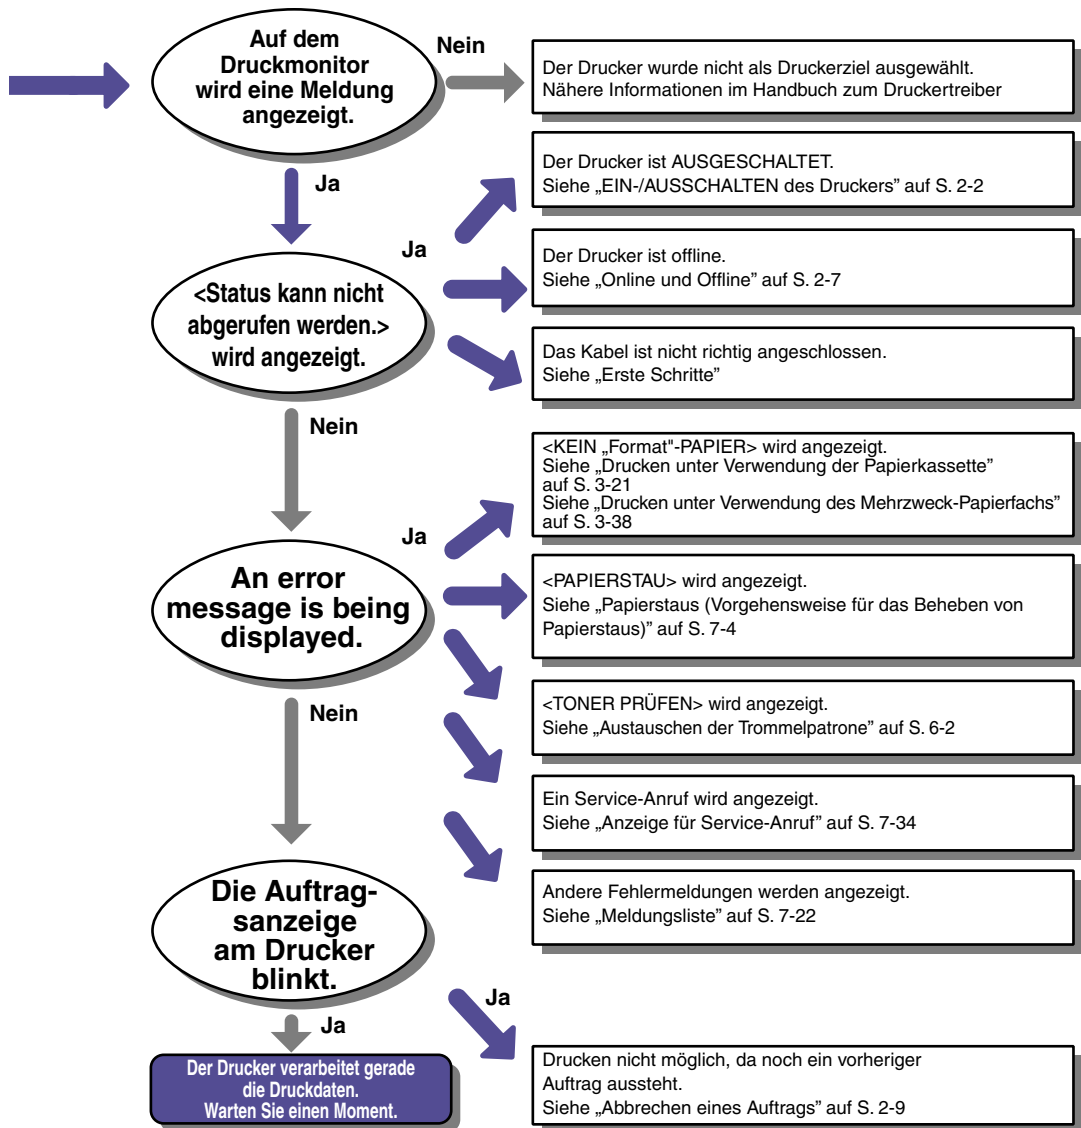 Auf dem
Druckmonitor
wird eine Meldung
angezeigt.
Nein
Der Drucker wurde nicht als Druckerziel ausgewählt.
Nähere Informationen im Handbuch zum Druckertreiber
Ja
Der Drucker ist AUSGESCHALTET.
Siehe „EIN-/AUSSCHALTEN des Druckers” auf S. 2-2
<Status kann nicht
abgerufen werden.>
wird angezeigt.
Ja
Der Drucker ist offline.
Siehe „Online und Offline” auf S. 2-7
Das Kabel ist nicht richtig angeschlossen.
Siehe „Erste Schritte”
Nein
<KEIN „Format"-PAPIER> wird angezeigt.
Siehe „Drucken unter Verwendung der Papierkassette”
auf S. 3-21
Siehe „Drucken unter Verwendung des Mehrzweck-Papierfachs”
auf S. 3-38
An error
message is being
displayed.
Ja
<PAPIERSTAU> wird angezeigt.
Siehe „Papierstaus (Vorgehensweise für das Beheben von
Papierstaus)” auf S. 7-4
<TONER PRÜFEN> wird angezeigt.
Siehe „Austauschen der Trommelpatrone” auf S. 6-2
Ein Service-Anruf wird angezeigt.
Siehe „Anzeige für Service-Anruf” auf S. 7-34
Andere Fehlermeldungen werden angezeigt.
Siehe „Meldungsliste” auf S. 7-22
Nein
Die Auftrag-
sanzeige
am Drucker
blinkt.
Ja
Drucken nicht möglich, da noch ein vorheriger
Auftrag aussteht.
Siehe „Abbrechen eines Auftrags” auf S. 2-9
Ja
Der Drucker verarbeitet gerade
die Druckdaten.
Warten Sie einen Moment.